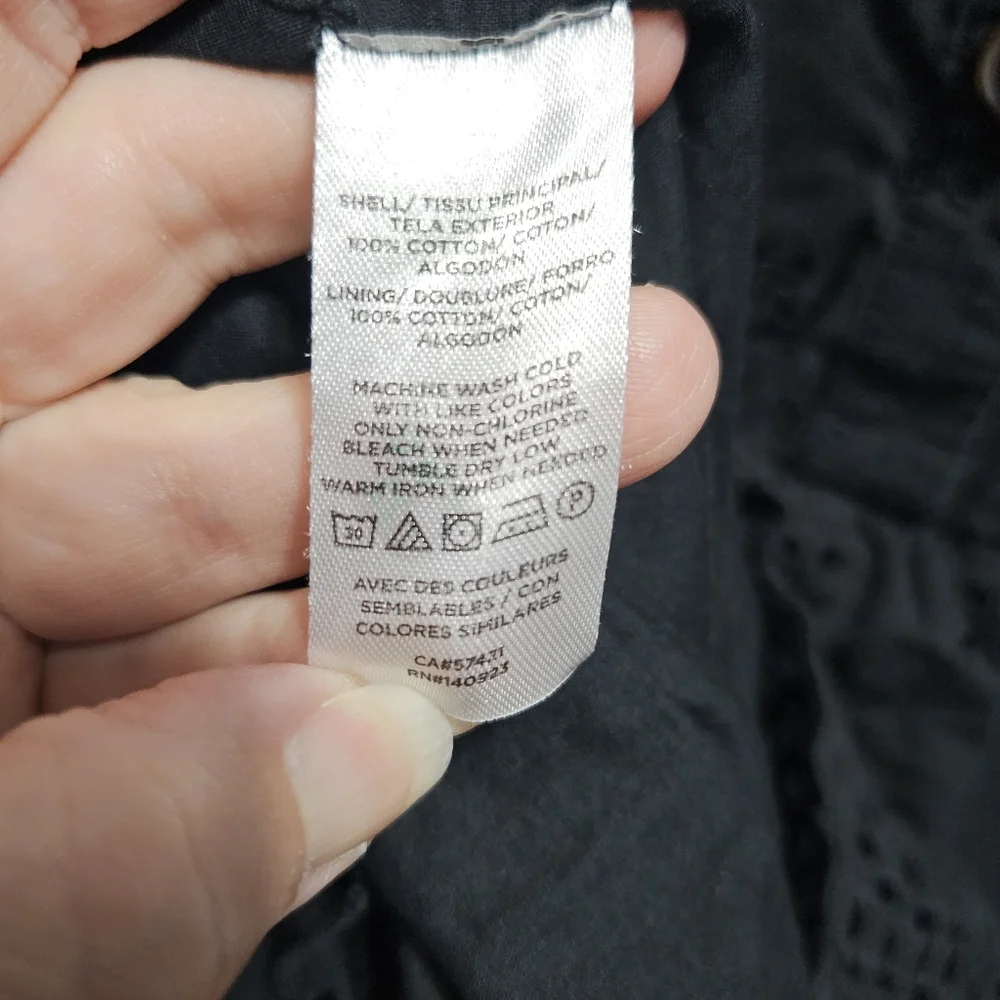 SHELL/ TISSU PRINCIPAL/
TELA EXTERIOR
100% COTTON/ COTON/
ALGODON
LINING/ DOUBLURE/ FORRO
100% COTTON/ COTON/
ALGODON
MACHINE WASH COLD
WITH LIKE COLORS
ONLY NON-CHLORINE
BLEACH WHEN NEEDED
TUMBLE DRY LOW
WARM IRON WHEN NEEDED
30 P
AVEC DES COULEURS
SEMBLABLES / CON
COLORES SIMILARES
CA#57431
RN#140923